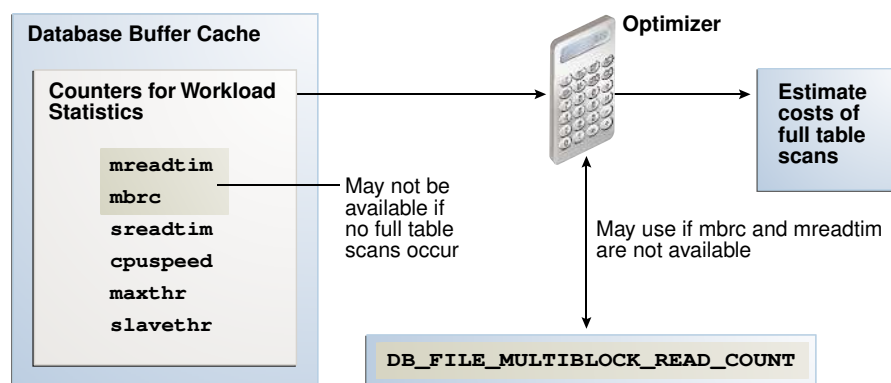 Database Buffer Cache
Counters for Workload
Statistics
mreadtim
mbrc
sreadtim
cpuspeed
maxthr
slavethr
May not be
available if
no full table
scans occur
Optimizer
Estimate
costs of
full table
scans
May use if mbrc and mreadtim
are not available
DB_FILE_MULTIBLOCK_READ_COUNT